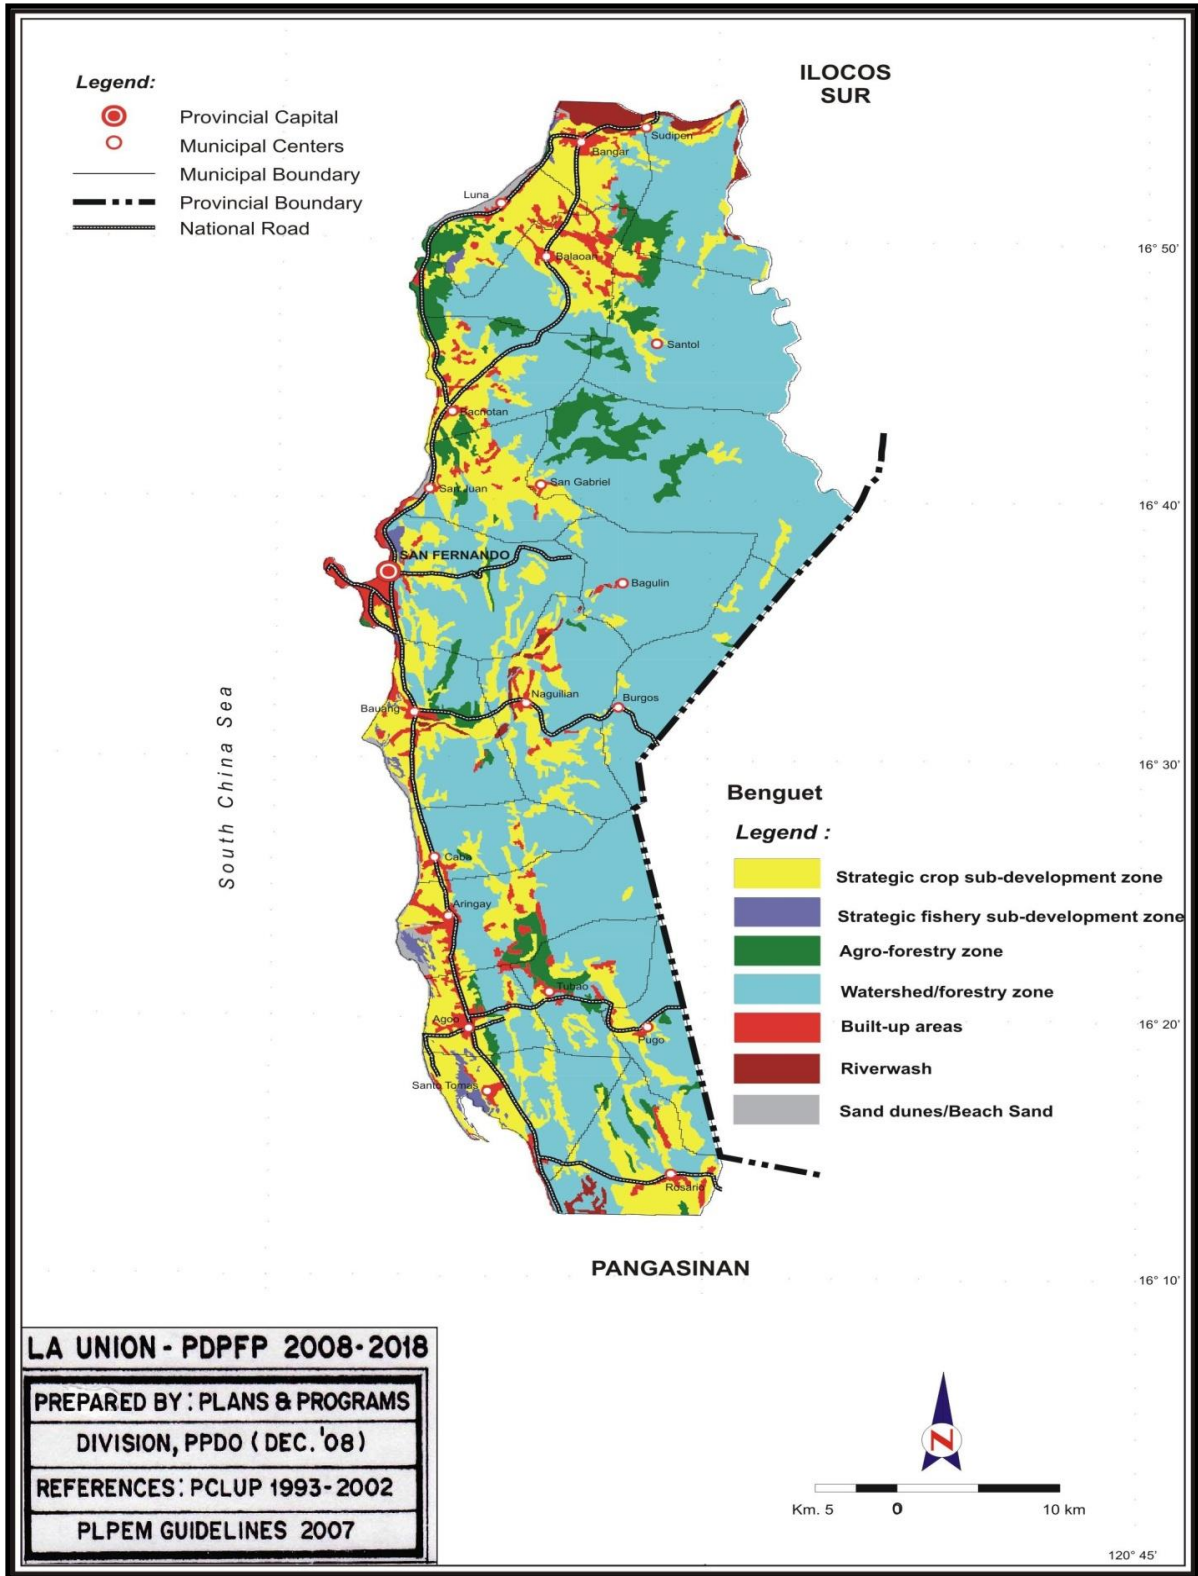 Legend:
Provincial Capital
Municipal Centers
Municipal Boundary
Provincial Boundary
National Road
ILOCOS
SUR
Sudipen
Bangar
Luna
16° 50'
Balaoan
Santol
Bacnotan
San Juan
San Gabriel
16° 40'
SAN FERNANDO
Bagulin
South China Sea
Naguilian
Burgos
Bauang
16° 30'
Benguet
Legend :
Strategic crop sub-development zone
Strategic fishery sub-development zone
Agro-forestry zone
Watershed/forestry zone
Built-up areas
Riverwash
Sand dunes/Beach Sand
Caba
Aringay
Tubao
Agoo
16° 20'
Pugo
Santo Tomas
Rosario
PANGASINAN
16° 10'
LA UNION - PDPFP 2008-2018
PREPARED BY: PLANS & PROGRAMS
DIVISION, PPDO (DEC. '08)
REFERENCES: PCLUP 1993-2002
PLPEM GUIDELINES 2007
N
Km. 5 0 10 km
120° 45'